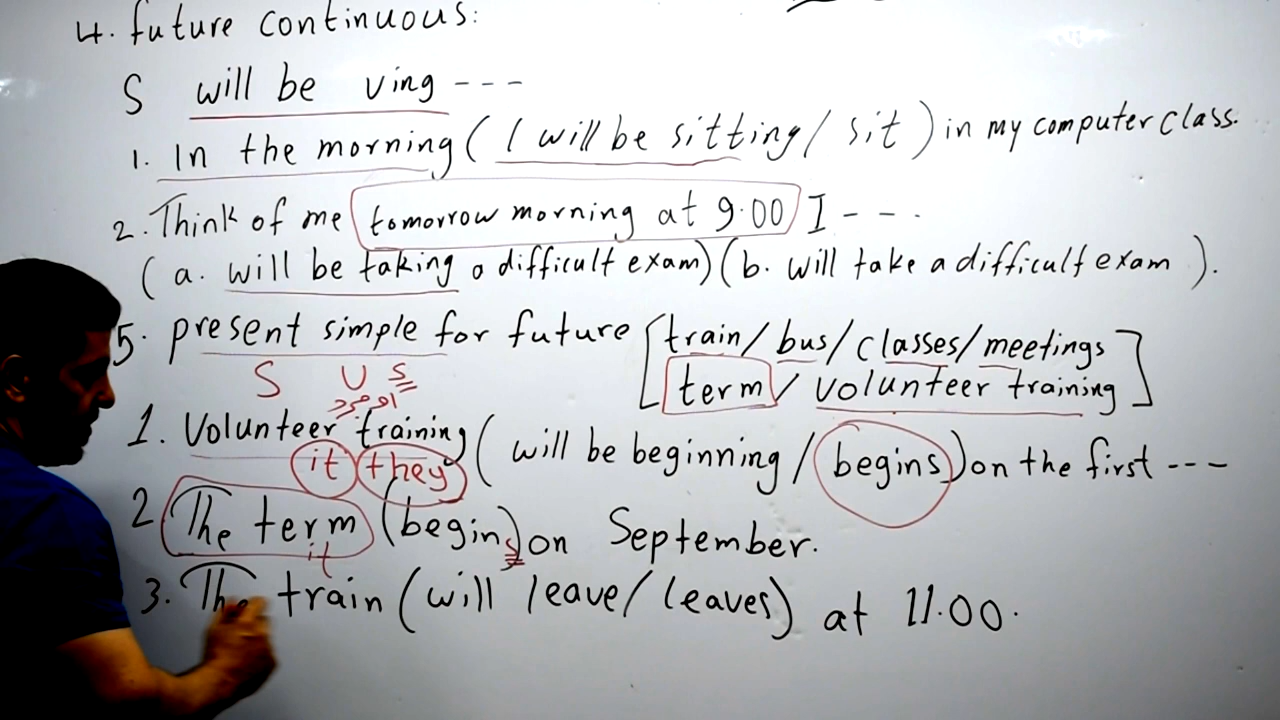 4. future continuous:
S will be ving ---
1. In the morning ( I will be sitting / sit ) in my computer class.
2. Think of me tomorrow morning at 9.00 I ---.
( a. will be taking a difficult exam) (b. will take a difficult exam ).
5. present simple for future [ train / bus / classes / meetings
term / volunteer training ]
S v s
او مفرد
1. Volunteer training ( will be beginning / begins ) on the first ---
it they
2 The term (begins) on September.
it
3. The train ( will leave / leaves) at 11.00.